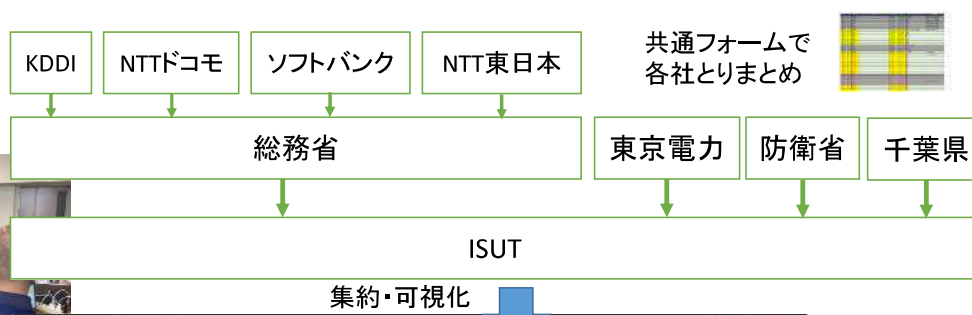 KDDI
NTTドコモ
ソフトバンク
NTT東日本
共通フォームで
各社とりまとめ
総務省
東京電力
防衛省
千葉県
ISUT
集約・可視化